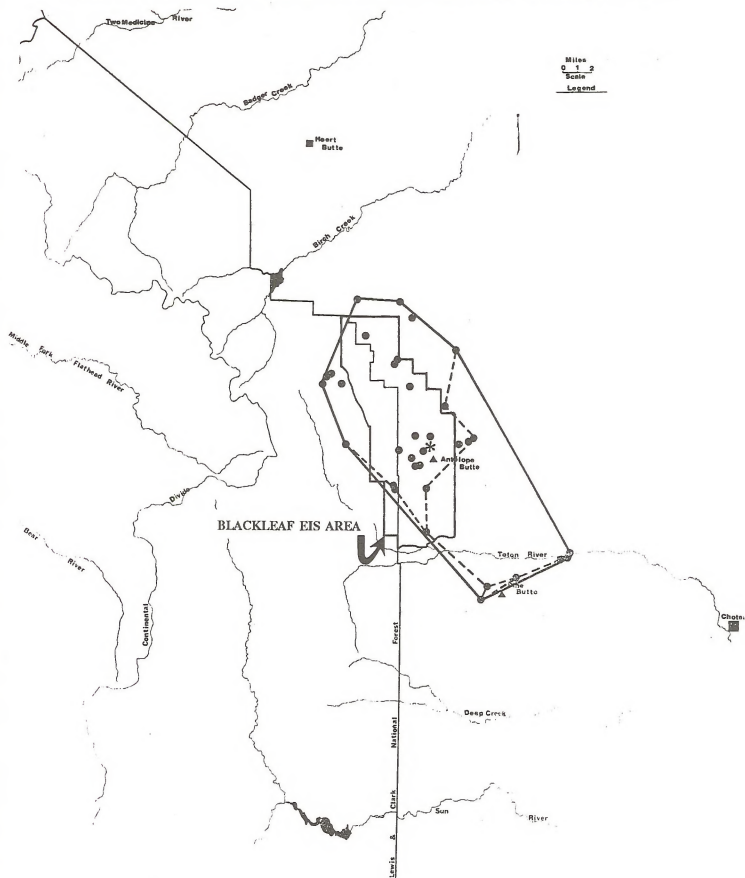 Two Medicine River
Miles
0 1 2
Scale
Legend
Badger Creek
Heart
Butte
Birch Creek
Middle Fork Flathead River
Antelope
Butte
Divide
BLACKLEAF EIS AREA
Bear River
Teton River
Butte
Continental
Forest
Deep Creek
National
Sun River
Clark
&
Lewis